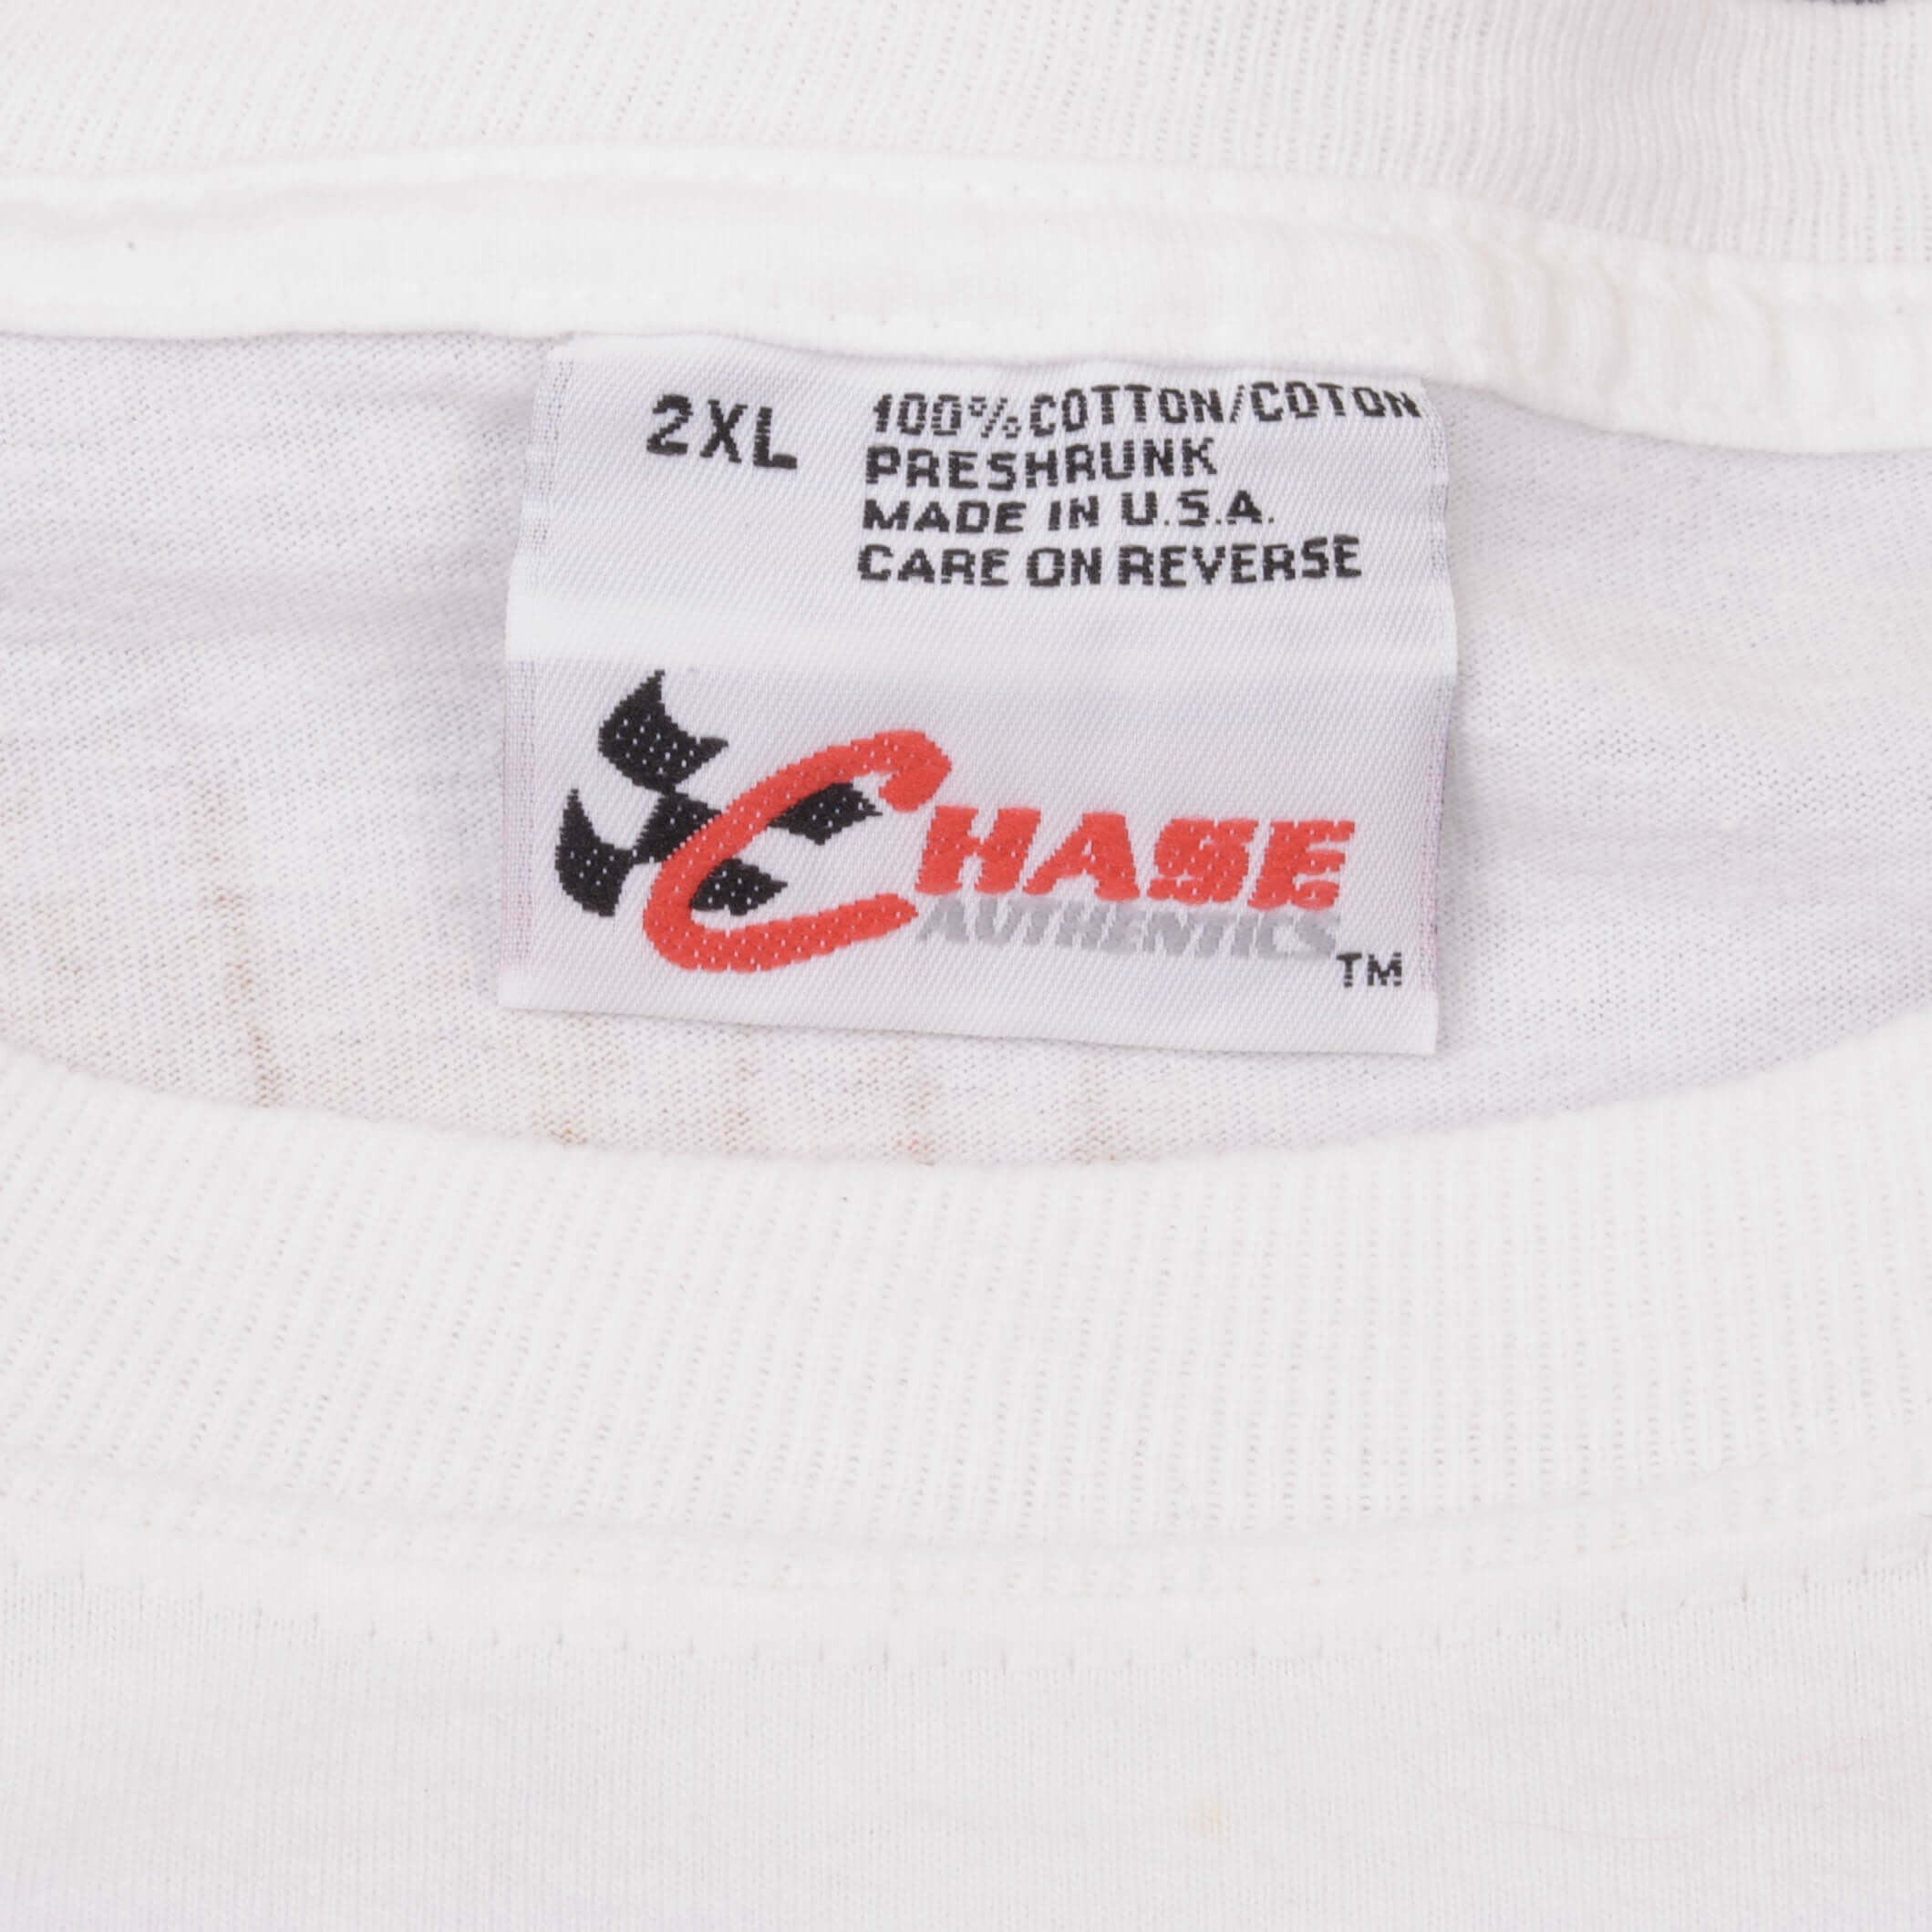 2XL
100% COTTON/COTON
PRESHRUNK
MADE IN U.S.A.
CARE ON REVERSE
CHASE
AUTHENTICS
TM